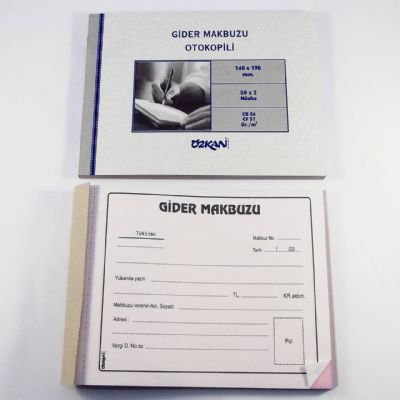 GİDER MAKBUZU
OTOKOPİLİ
140 x 190
mm.
50 x 2
Nüsha
CB 56
CF 57
Gr./m²
ÖZKAN
GİDER MAKBUZU
Türk Lirası
Makbuz No
Tarih / /20
Yukarıda yazılı
TL. KR.aldım.
Makbuzu verenin Adı, Soyadı
Adresi :
Vergi D. No.su :
Pul
ÖZKAN